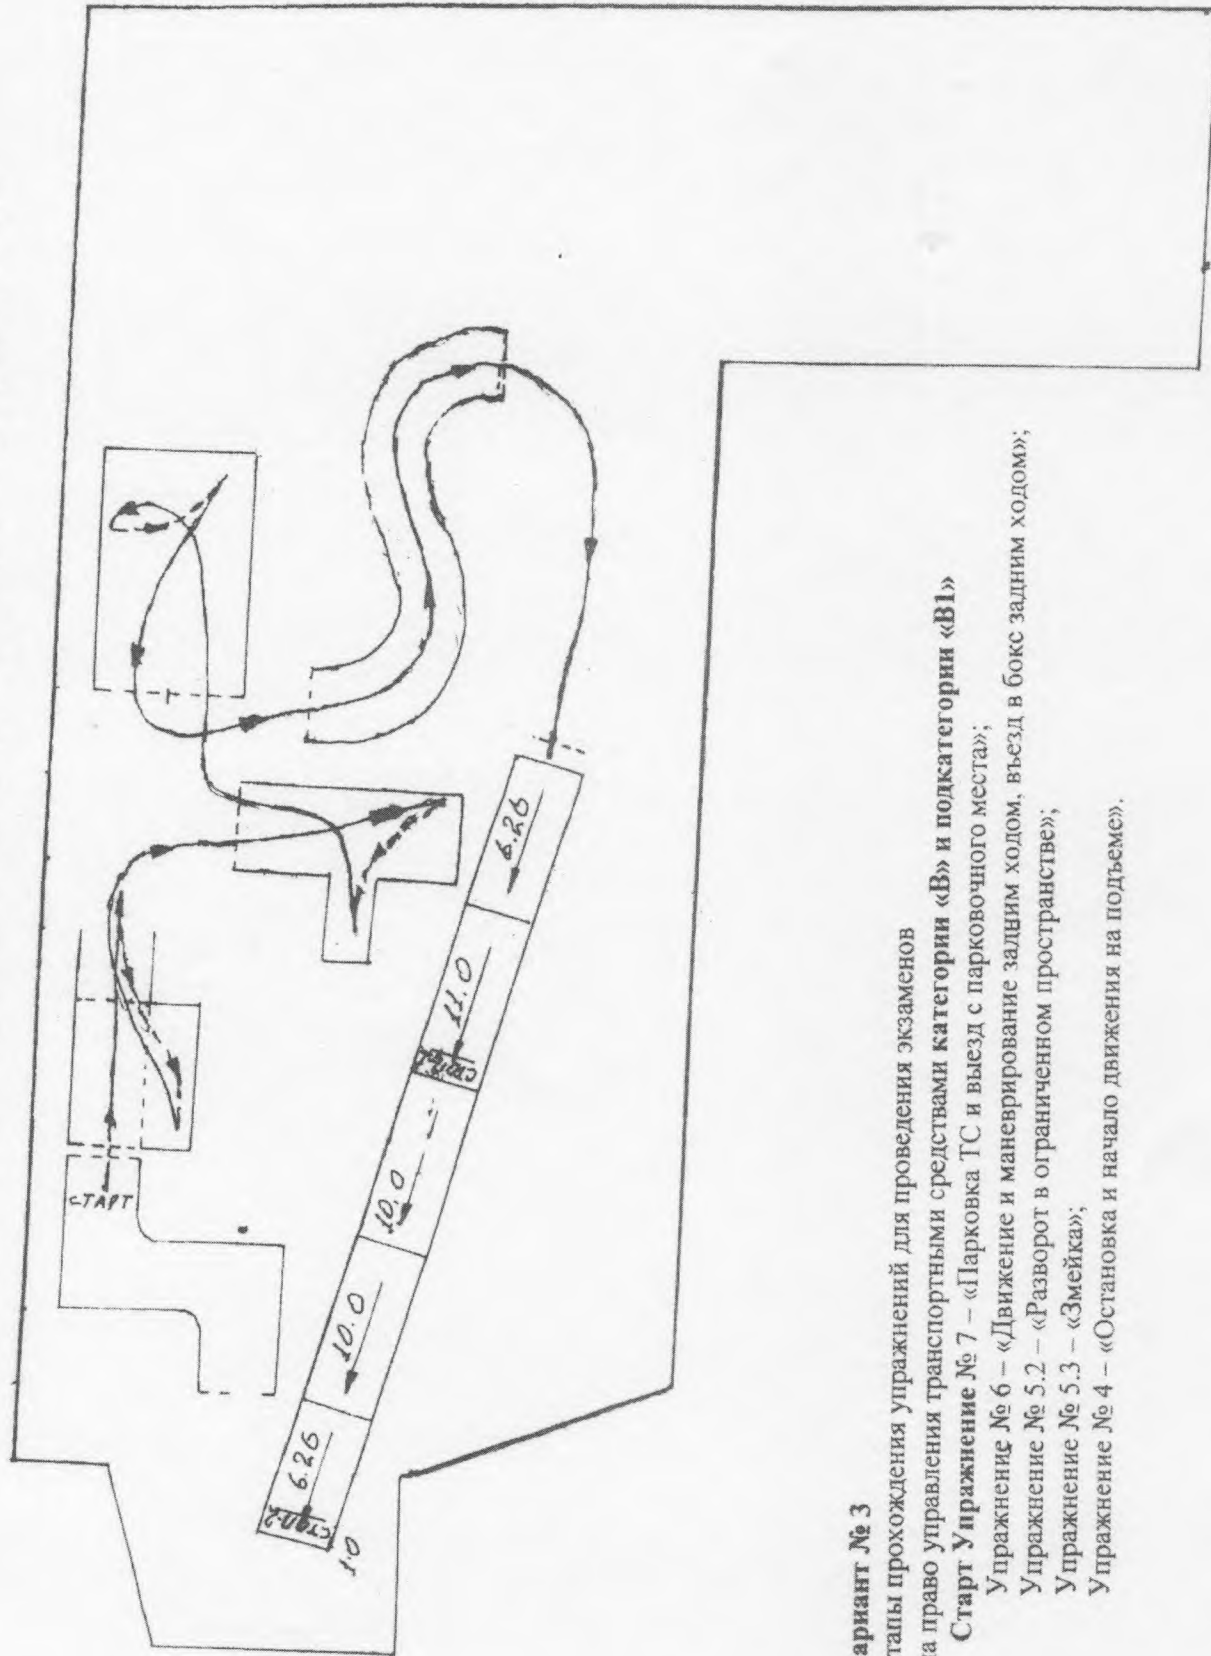 СТАРТ
6.26
11.0
10.0
10.0
6.26
СТОП-2
1.0
ариант № 3
тапы прохождения упражнений для проведения экзаменов
на право управления транспортными средствами категории «В» и подкатегории «В1»
Старт Упражнение № 7 – «Парковка ТС и выезд с парковочного места»;
Упражнение № 6 – «Движение и маневрирование задним ходом, въезд в бокс задним ходом»;
Упражнение № 5.2 – «Разворот в ограниченном пространстве»;
Упражнение № 5.3 – «Змейка»;
Упражнение № 4 – «Остановка и начало движения на подъеме».